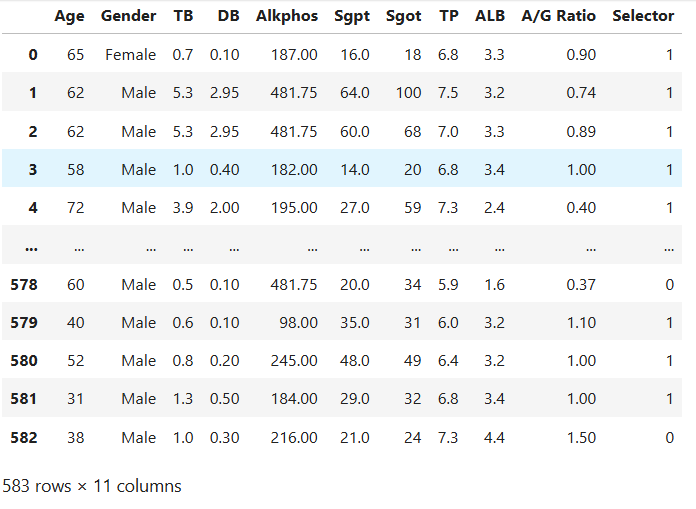 Age Gender TB DB Alkphos Sgpt Sgot TP ALB A/G Ratio Selector
0 65 Female 0.7 0.10 187.00 16.0 18 6.8 3.3 0.90 1
1 62 Male 5.3 2.95 481.75 64.0 100 7.5 3.2 0.74 1
2 62 Male 5.3 2.95 481.75 60.0 68 7.0 3.3 0.89 1
3 58 Male 1.0 0.40 182.00 14.0 20 6.8 3.4 1.00 1
4 72 Male 3.9 2.00 195.00 27.0 59 7.3 2.4 0.40 1
... ... ... ... ... ... ... ... ... ... ... ...
578 60 Male 0.5 0.10 481.75 20.0 34 5.9 1.6 0.37 0
579 40 Male 0.6 0.10 98.00 35.0 31 6.0 3.2 1.10 1
580 52 Male 0.8 0.20 245.00 48.0 49 6.4 3.2 1.00 1
581 31 Male 1.3 0.50 184.00 29.0 32 6.8 3.4 1.00 1
582 38 Male 1.0 0.30 216.00 21.0 24 7.3 4.4 1.50 0
583 rows × 11 columns